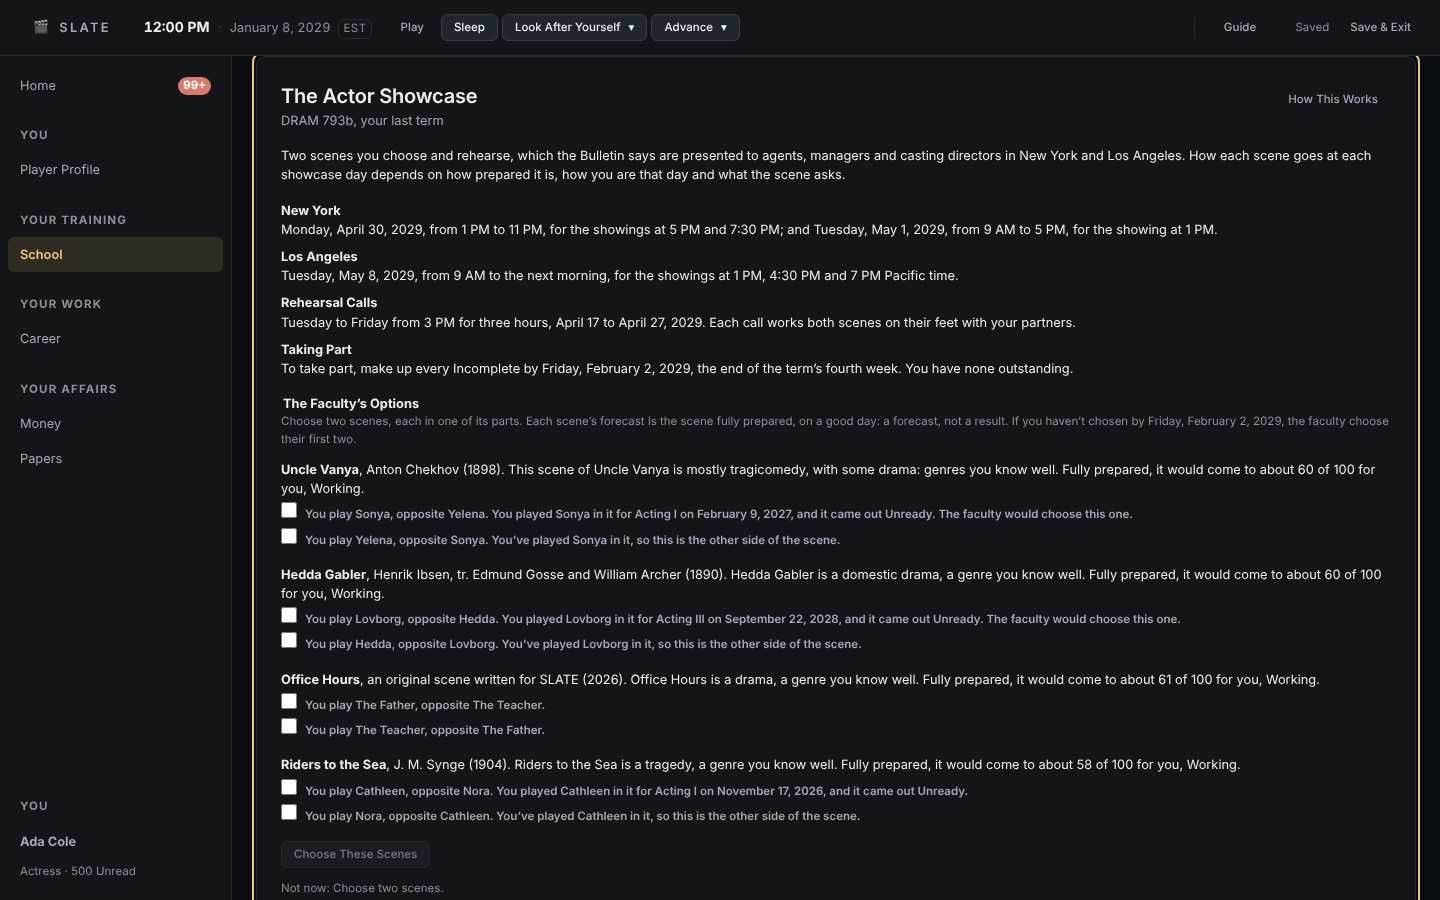 SLATE
12:00 PM · January 8, 2029 EST
Play
Sleep
Look After Yourself ▾
Advance ▾
Guide
Saved
Save & Exit
Home
99+
YOU
Player Profile
YOUR TRAINING
School
YOUR WORK
Career
YOUR AFFAIRS
Money
Papers
YOU
Ada Cole
Actress · 500 Unread
The Actor Showcase
How This Works
DRAM 793b, your last term
Two scenes you choose and rehearse, which the Bulletin says are presented to agents, managers and casting directors in New York and Los Angeles. How each scene goes at each
showcase day depends on how prepared it is, how you are that day and what the scene asks.
New York
Monday, April 30, 2029, from 1 PM to 11 PM, for the showings at 5 PM and 7:30 PM; and Tuesday, May 1, 2029, from 9 AM to 5 PM, for the showing at 1 PM.
Los Angeles
Tuesday, May 8, 2029, from 9 AM to the next morning, for the showings at 1 PM, 4:30 PM and 7 PM Pacific time.
Rehearsal Calls
Tuesday to Friday from 3 PM for three hours, April 17 to April 27, 2029. Each call works both scenes on their feet with your partners.
Taking Part
To take part, make up every Incomplete by Friday, February 2, 2029, the end of the term's fourth week. You have none outstanding.
The Faculty's Options
Choose two scenes, each in one of its parts. Each scene's forecast is the scene fully prepared, on a good day: a forecast, not a result. If you haven't chosen by Friday, February 2, 2029, the faculty choose
their first two.
Uncle Vanya, Anton Chekhov (1898). This scene of Uncle Vanya is mostly tragicomedy, with some drama: genres you know well. Fully prepared, it would come to about 60 of 100 for
you, Working.
You play Sonya, opposite Yelena. You played Sonya in it for Acting I on February 9, 2027, and it came out Unready. The faculty would choose this one.
You play Yelena, opposite Sonya. You've played Sonya in it, so this is the other side of the scene.
Hedda Gabler, Henrik Ibsen, tr. Edmund Gosse and William Archer (1890). Hedda Gabler is a domestic drama, a genre you know well. Fully prepared, it would come to about 60 of 100
for you, Working.
You play Lovborg, opposite Hedda. You played Lovborg in it for Acting III on September 22, 2028, and it came out Unready. The faculty would choose this one.
You play Hedda, opposite Lovborg. You've played Lovborg in it, so this is the other side of the scene.
Office Hours, an original scene written for SLATE (2026). Office Hours is a drama, a genre you know well. Fully prepared, it would come to about 61 of 100 for you, Working.
You play The Father, opposite The Teacher.
You play The Teacher, opposite The Father.
Riders to the Sea, J. M. Synge (1904). Riders to the Sea is a tragedy, a genre you know well. Fully prepared, it would come to about 58 of 100 for you, Working.
You play Cathleen, opposite Nora. You played Cathleen in it for Acting I on November 17, 2026, and it came out Unready.
You play Nora, opposite Cathleen. You've played Cathleen in it, so this is the other side of the scene.
Choose These Scenes
Not now: Choose two scenes.